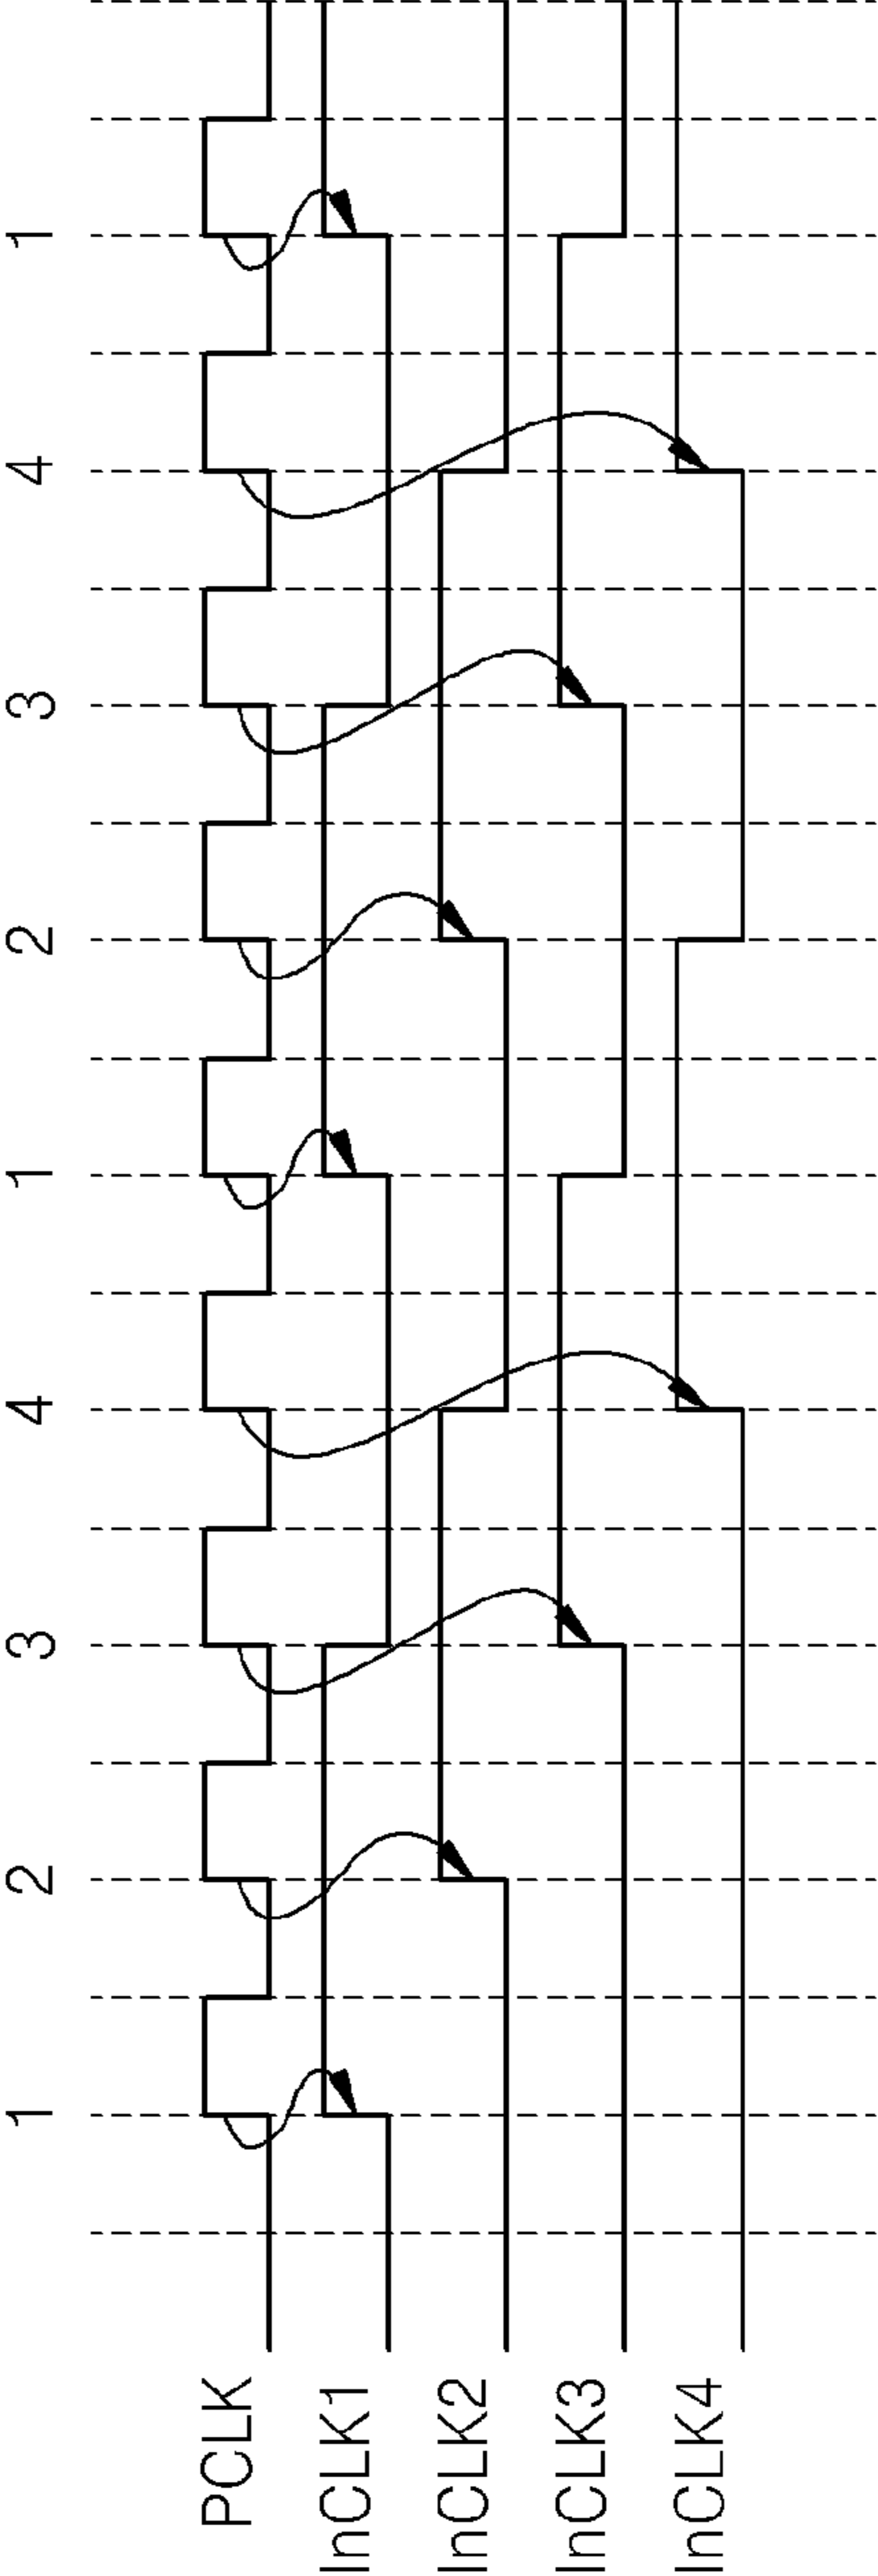 1 2 3 4 1 2 3 4 1
PCLK
InCLK1
InCLK2
InCLK3
InCLK4